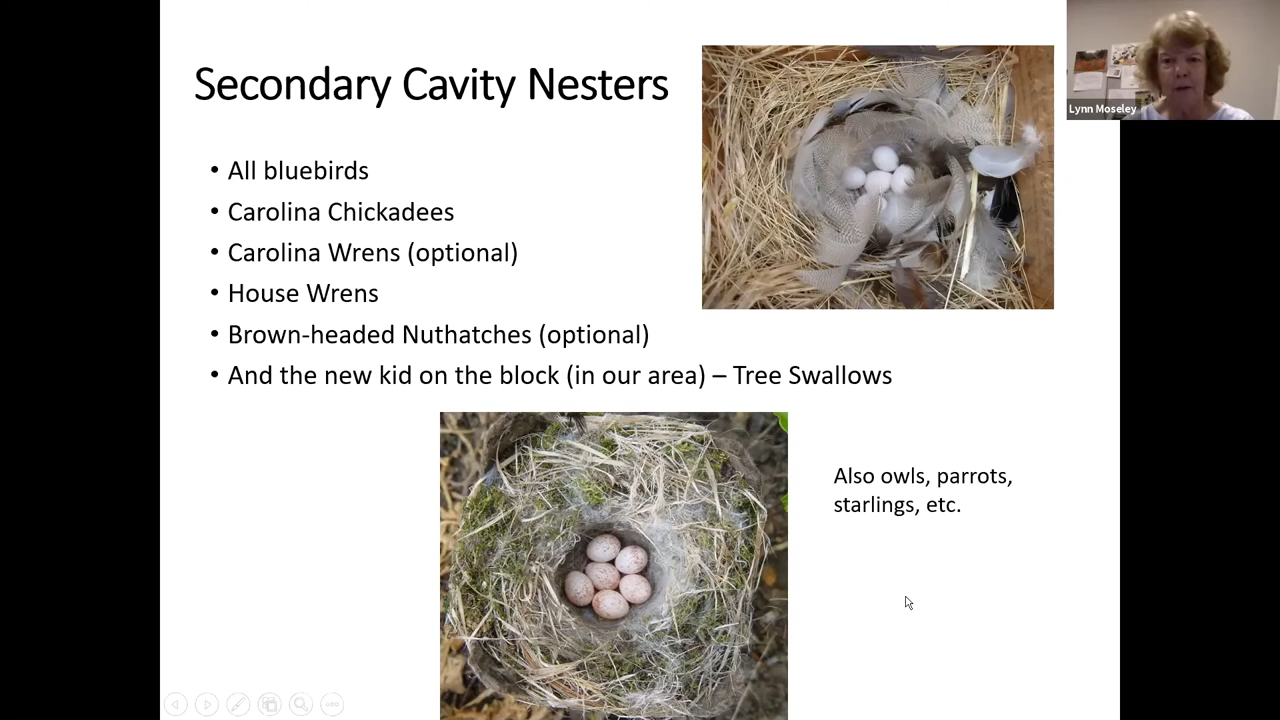 Secondary Cavity Nesters
• All bluebirds
• Carolina Chickadees
• Carolina Wrens (optional)
• House Wrens
• Brown-headed Nuthatches (optional)
• And the new kid on the block (in our area) – Tree Swallows
Also owls, parrots,
starlings, etc.
Lynn Moseley